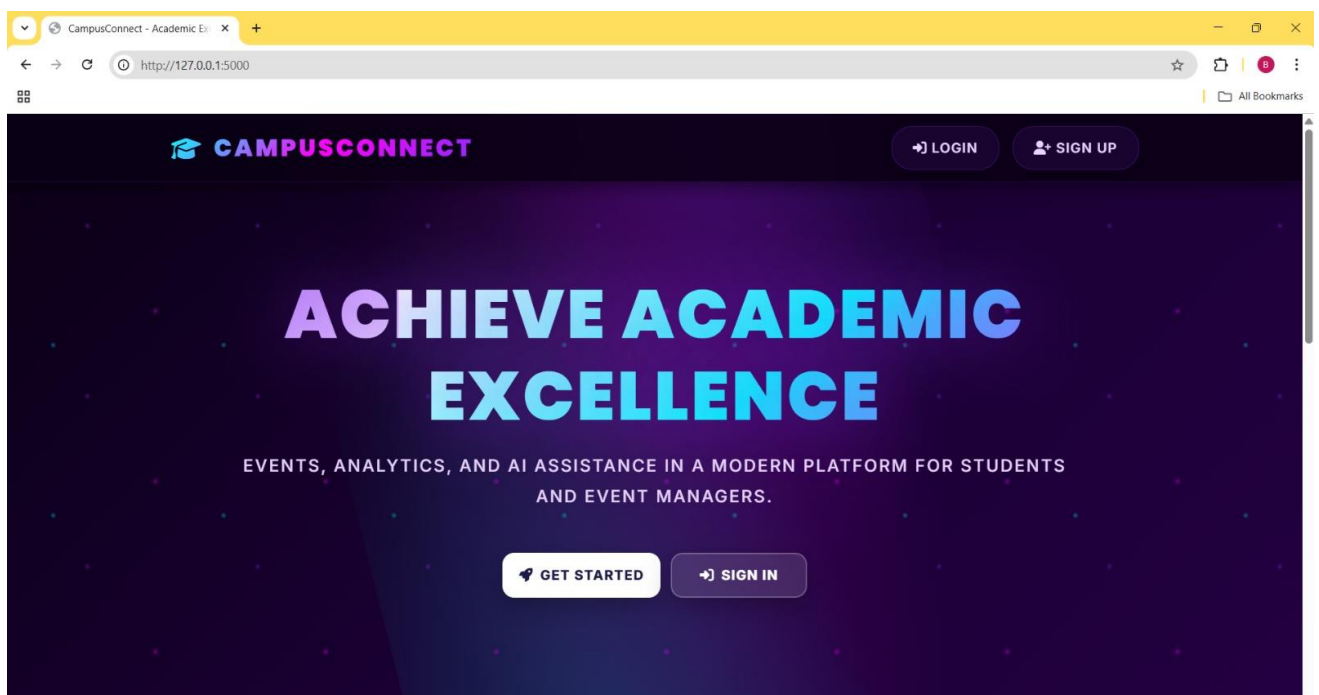 CampusConnect - Academic Ex
http://127.0.0.1:5000
B
All Bookmarks
CAMPUSCONNECT
LOGIN
SIGN UP
ACHIEVE ACADEMIC
EXCELLENCE
EVENTS, ANALYTICS, AND AI ASSISTANCE IN A MODERN PLATFORM FOR STUDENTS
AND EVENT MANAGERS.
GET STARTED
SIGN IN